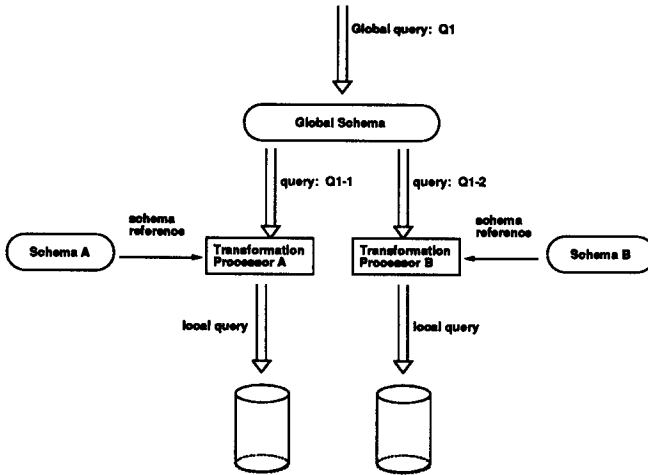 Global query: Q1
Global Schema
query: Q1-1
query: Q1-2
schema
reference
schema
reference
Schema A
Transformation
Processor A
Transformation
Processor B
Schema B
local query
local query